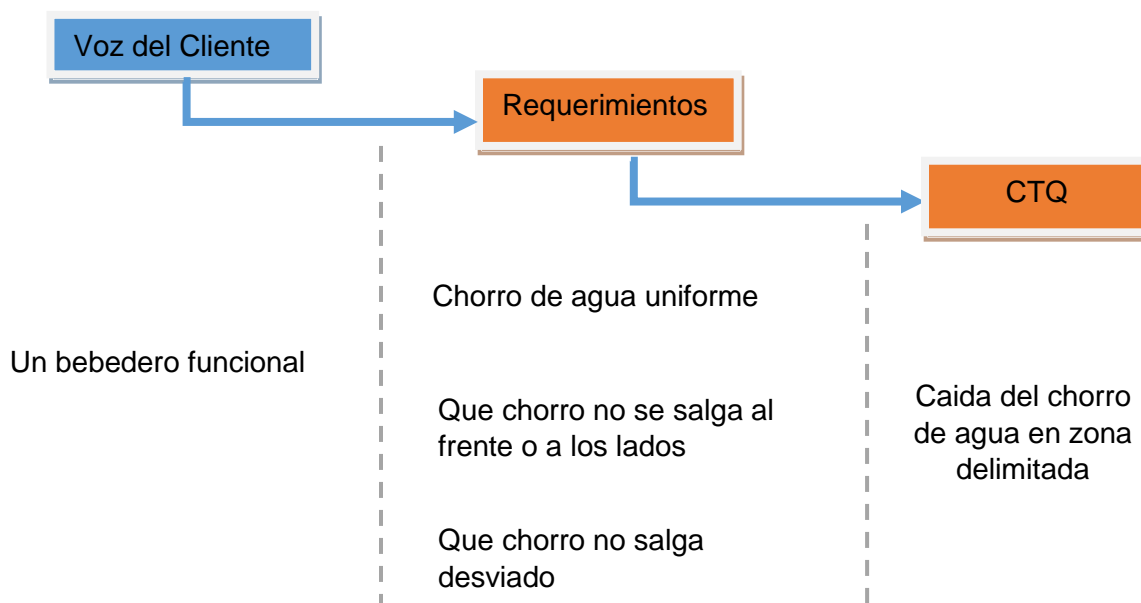 Voz del Cliente
Requerimientos
CTQ
Un bebedero funcional
Chorro de agua uniforme
Que chorro no se salga al
frente o a los lados
Que chorro no salga
desviado
Caida del chorro
de agua en zona
delimitada